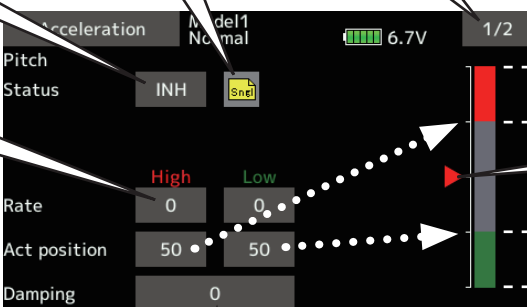 Acceleration Model1 6.7V 1/2
Normal
Pitch
Status INH Sngl
High Low
Rate 0 0
Act position 50 50
Damping 0